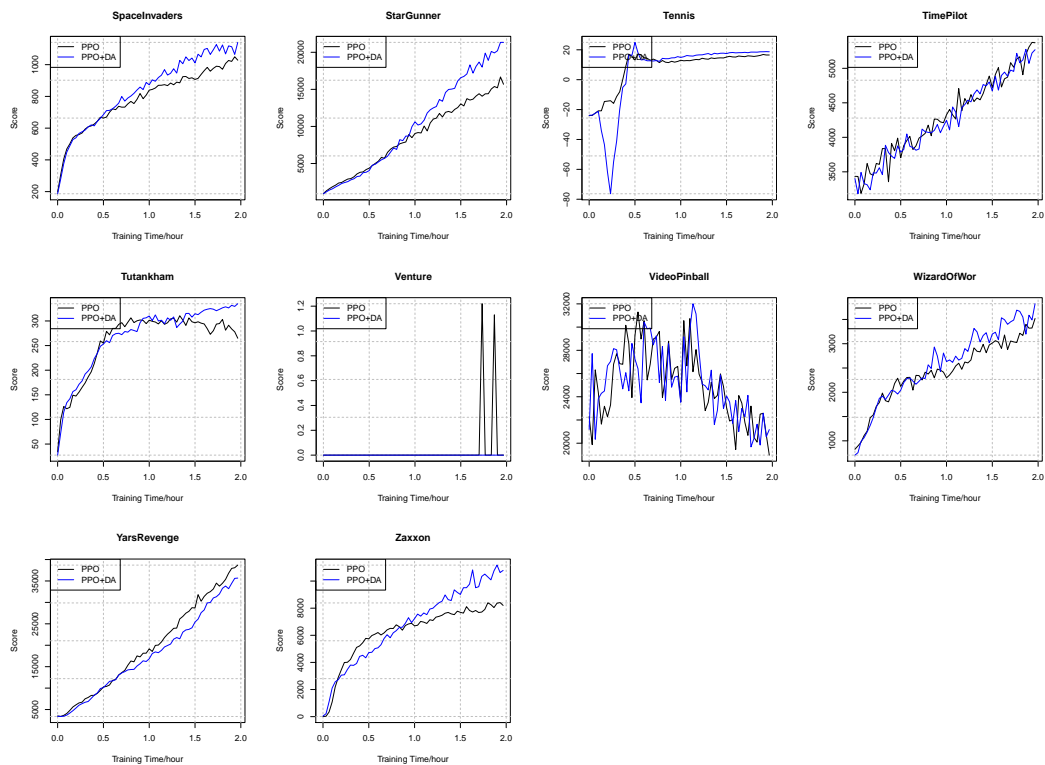 SpaceInvaders
PPO
PPO+DA
Score
200
400
600
800
1000
0.0 0.5 1.0 1.5 2.0
Training Time/hour
StarGunner
PPO
PPO+DA
Score
5000
10000
15000
20000
0.0 0.5 1.0 1.5 2.0
Training Time/hour
Tennis
PPO
PPO+DA
Score
-80
-60
-40
-20
0
20
0.0 0.5 1.0 1.5 2.0
Training Time/hour
TimePilot
PPO
PPO+DA
Score
3500
4000
4500
5000
0.0 0.5 1.0 1.5 2.0
Training Time/hour
Tutankham
PPO
PPO+DA
Score
50
100
150
200
250
300
0.0 0.5 1.0 1.5 2.0
Training Time/hour
Venture
PPO
PPO+DA
Score
0.0
0.2
0.4
0.6
0.8
1.0
1.2
0.0 0.5 1.0 1.5 2.0
Training Time/hour
VideoPinball
PPO
PPO+DA
Score
20000
22000
24000
26000
28000
32000
0.0 0.5 1.0 1.5 2.0
Training Time/hour
WizardOfWor
PPO
PPO+DA
Score
1000
2000
3000
0.0 0.5 1.0 1.5 2.0
Training Time/hour
YarsRevenge
PPO
PPO+DA
Score
5000
15000
25000
35000
0.0 0.5 1.0 1.5 2.0
Training Time/hour
Zaxxon
PPO
PPO+DA
Score
0
2000
4000
6000
8000
0.0 0.5 1.0 1.5 2.0
Training Time/hour